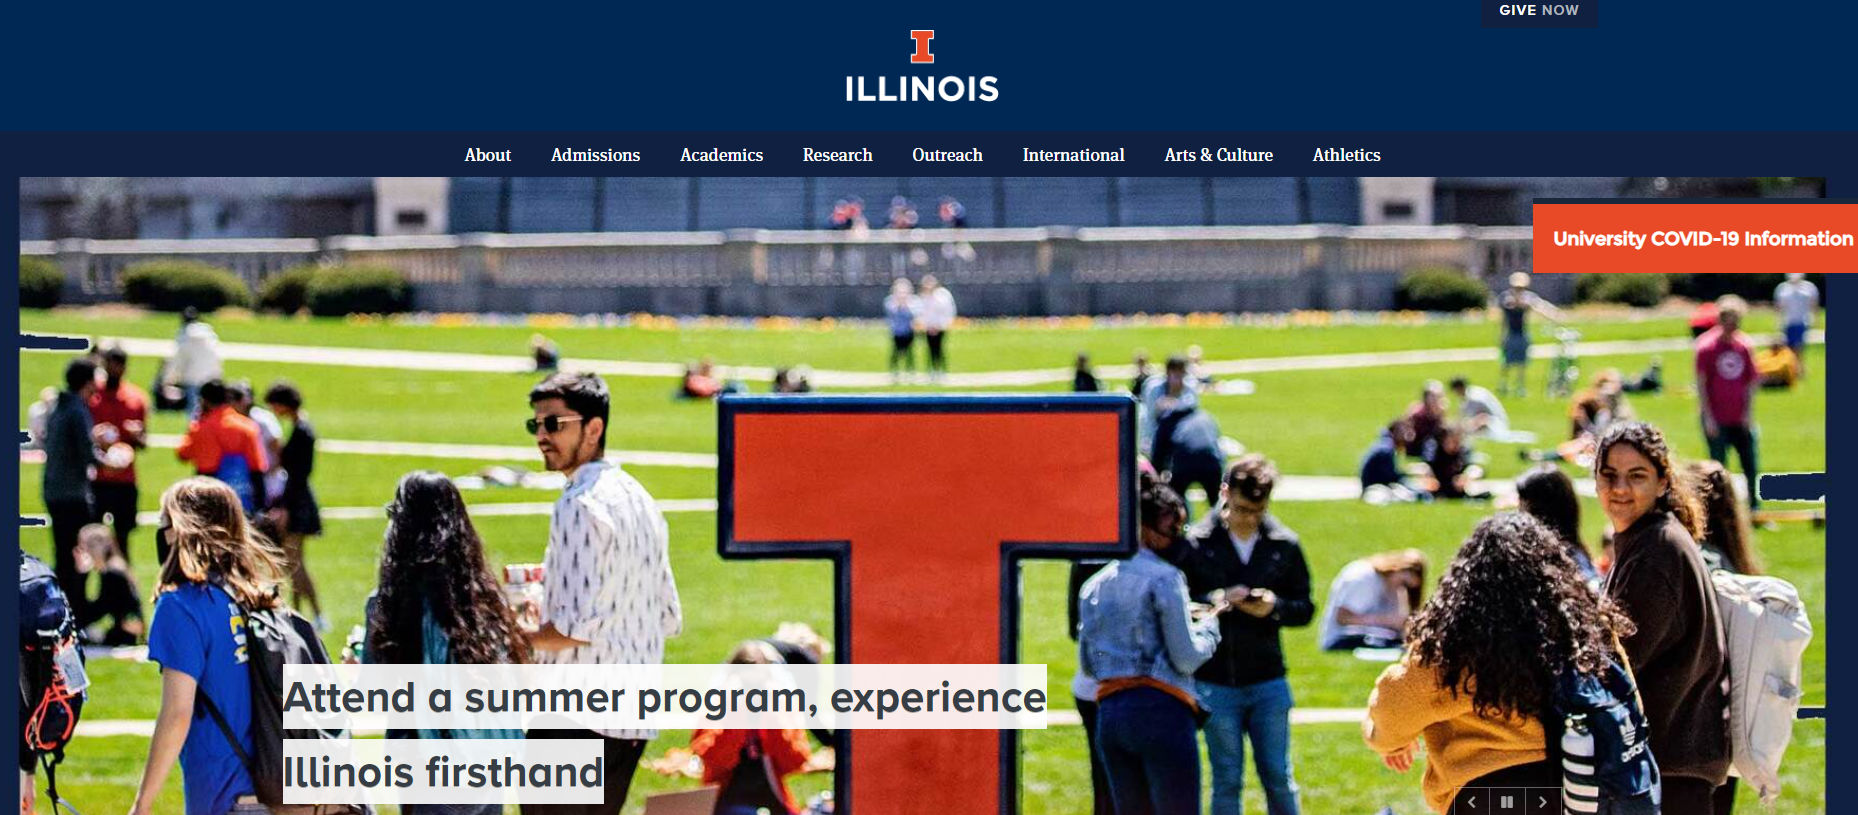 GIVE NOW
I
ILLINOIS
About Admissions Academics Research Outreach International Arts & Culture Athletics
University COVID-19 Information
I
Attend a summer program, experience
Illinois firsthand
adidas